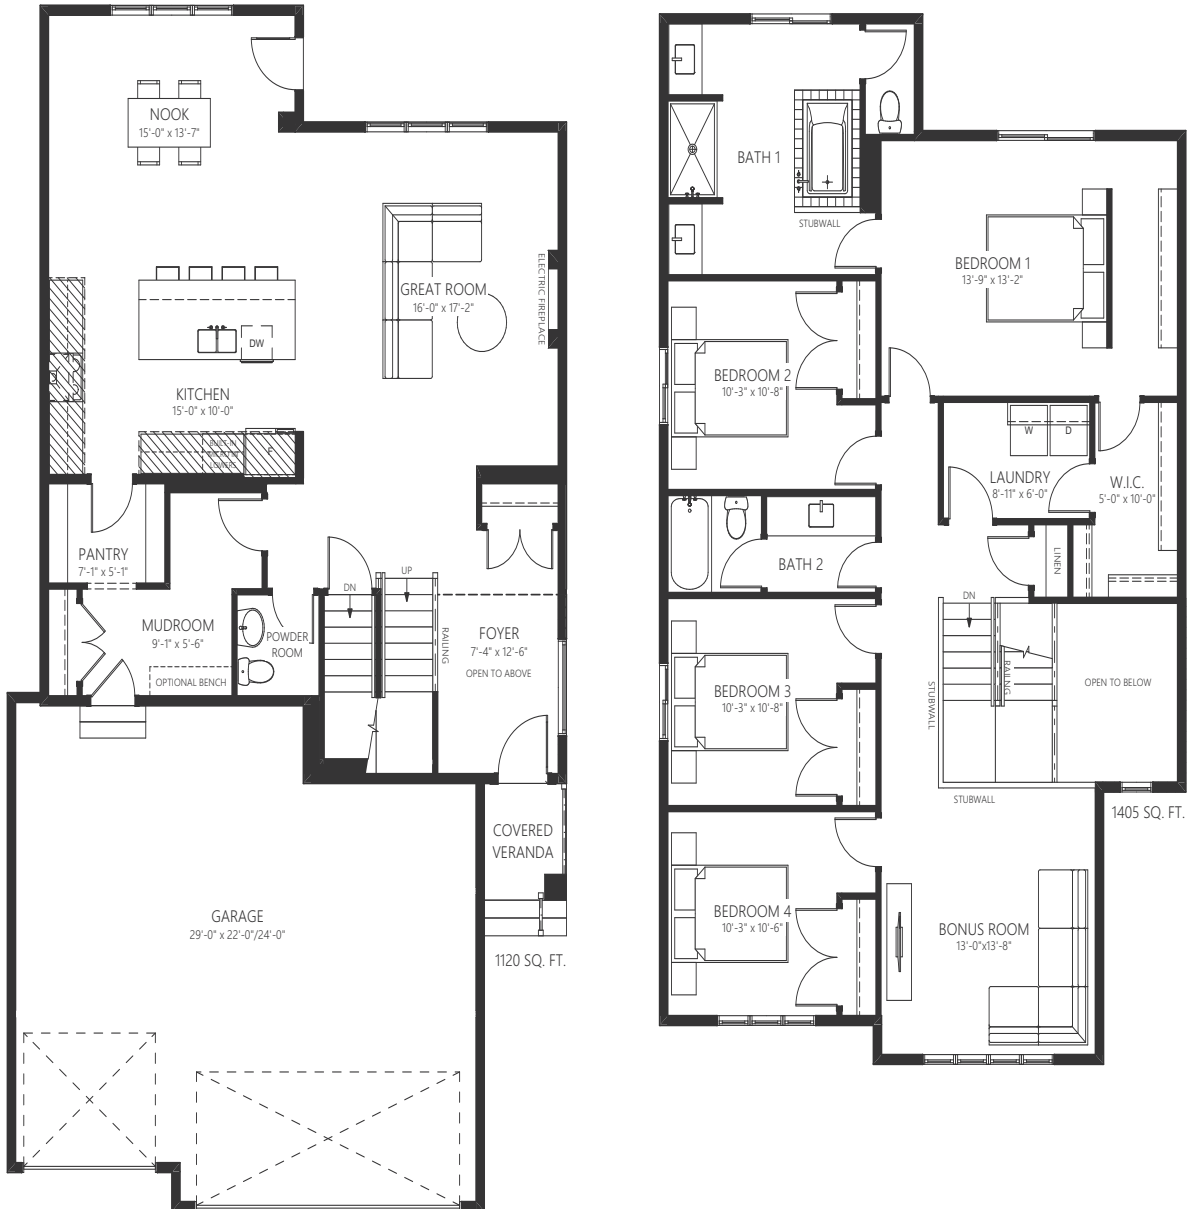 NOOK
15'-0" x 13'-7"
GREAT ROOM
16'-0" x 17'-2"
ELECTRIC FIREPLACE
DW
KITCHEN
15'-0" x 10'-0"
BUILT-IN
LOWERS
F
PANTRY
7'-1" x 5'-1"
MUDROOM
9'-1" x 5'-6"
OPTIONAL BENCH
POWDER
ROOM
DN
UP
RAILING
FOYER
7'-4" x 12'-6"
OPEN TO ABOVE
COVERED
VERANDA
GARAGE
29'-0" x 22'-0"/24'-0"
1120 SQ. FT.
BATH 1
STUBWALL
BEDROOM 1
13'-9" x 13'-2"
BEDROOM 2
10'-3" x 10'-8"
W
D
LAUNDRY
8'-11" x 6'-0"
W.I.C.
5'-0" x 10'-0"
LINEN
BATH 2
DN
RAILING
STUBWALL
OPEN TO BELOW
STUBWALL
BEDROOM 3
10'-3" x 10'-8"
1405 SQ. FT.
BEDROOM 4
10'-3" x 10'-6"
BONUS ROOM
13'-0"x13'-8"